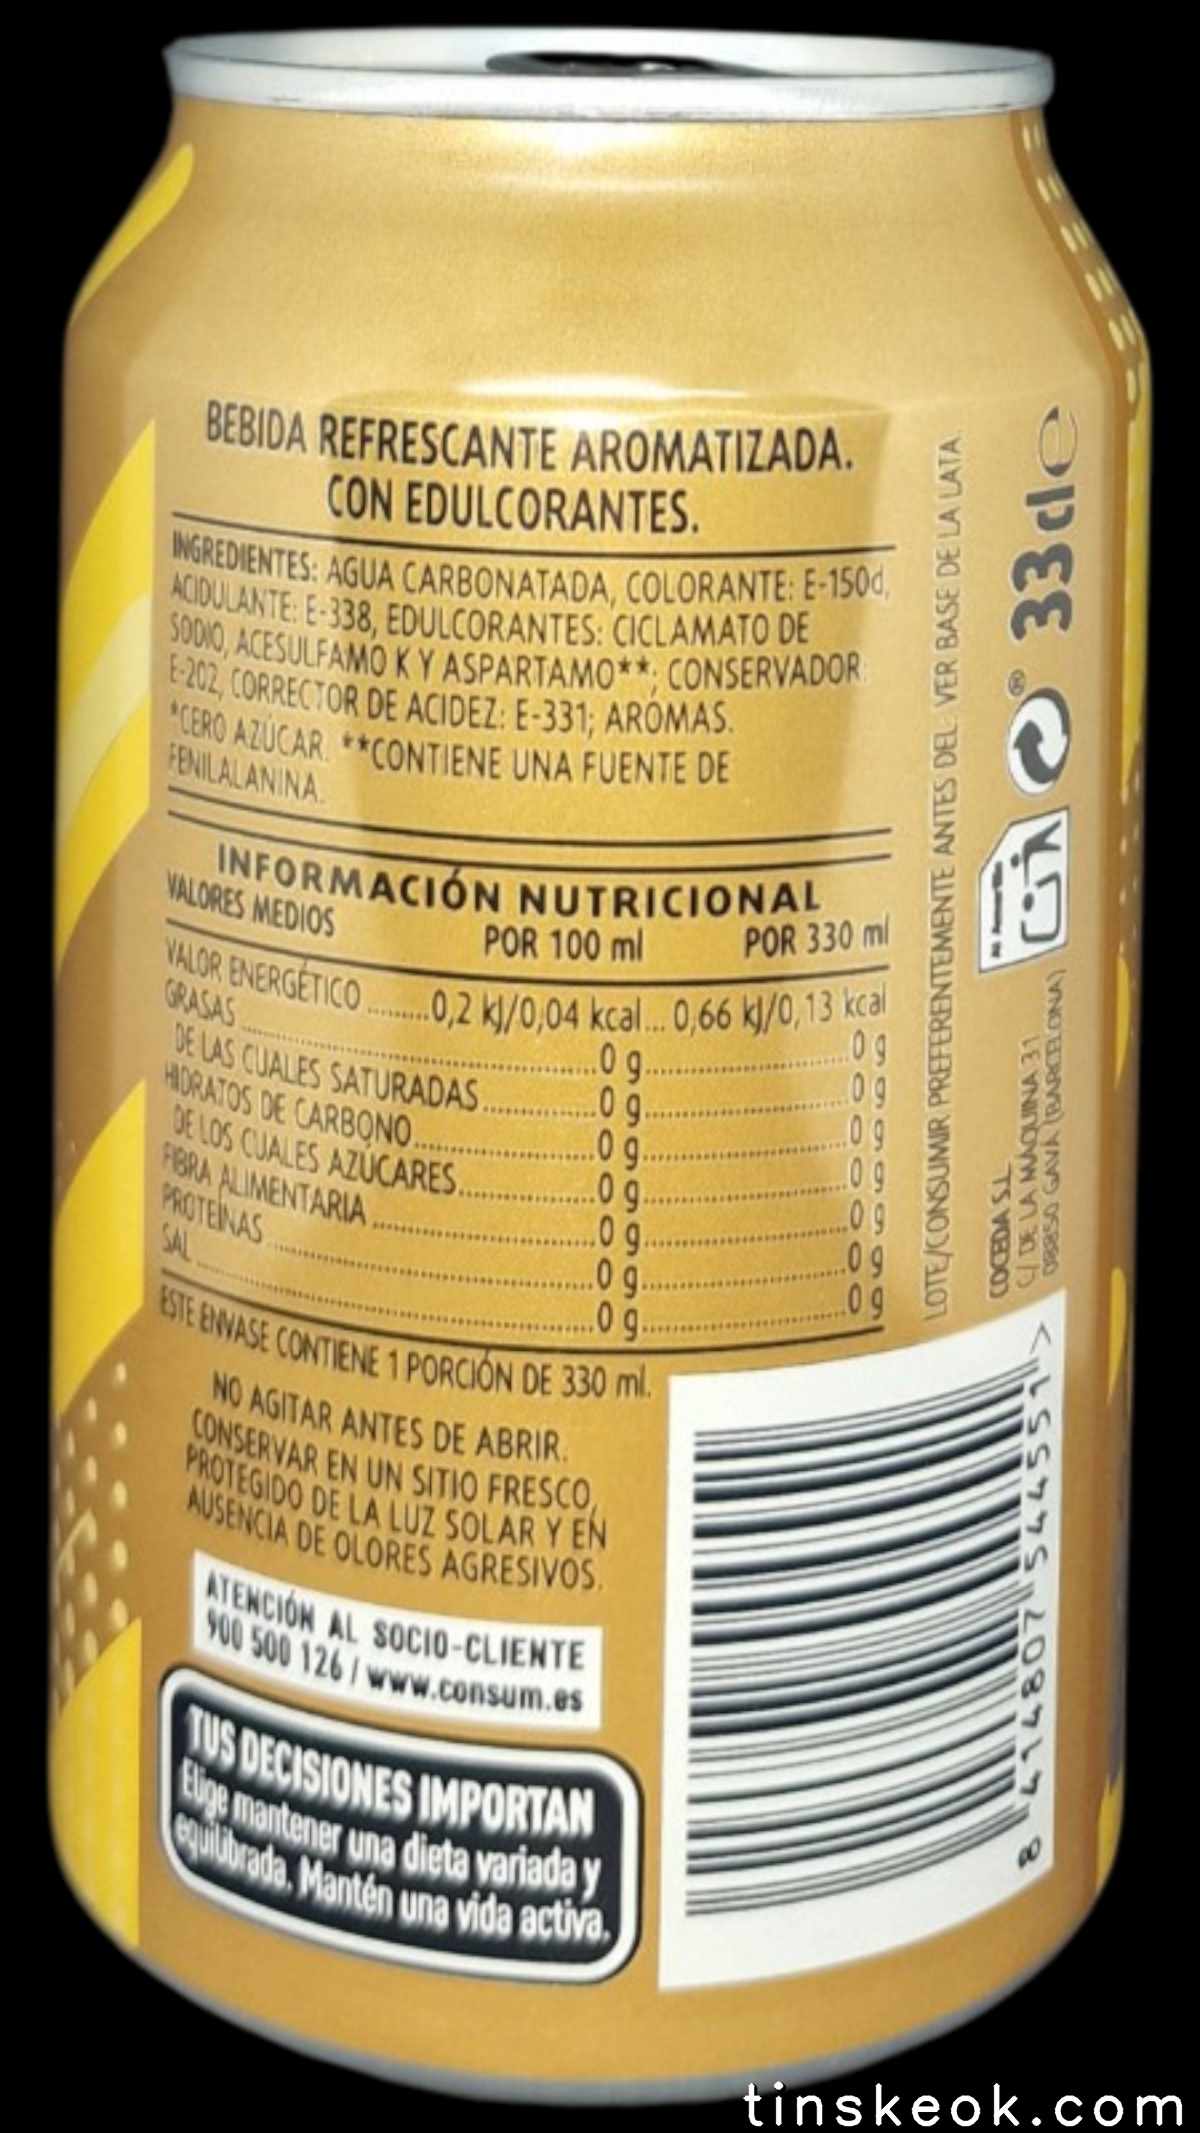 BEBIDA REFRESCANTE AROMATIZADA.
CON EDULCORANTES.
INGREDIENTES: AGUA CARBONATADA, COLORANTE: E-150d,
ACIDULANTE: E-338, EDULCORANTES: CICLAMATO DE
SODIO, ACESULFAMO K Y ASPARTAMO**; CONSERVADOR:
E-202, CORRECTOR DE ACIDEZ: E-331; AROMAS.
*CERO AZÚCAR. **CONTIENE UNA FUENTE DE
FENILALANINA.
INFORMACIÓN NUTRICIONAL
VALORES MEDIOS POR 100 ml POR 330 ml
VALOR ENERGÉTICO ......... 0,2 kJ/0,04 kcal... 0,66 kJ/0,13 kcal
GRASAS ......... 0 g ......... 0 g
DE LAS CUALES SATURADAS ......... 0 g ......... 0 g
HIDRATOS DE CARBONO ......... 0 g ......... 0 g
DE LOS CUALES AZÚCARES ......... 0 g ......... 0 g
FIBRA ALIMENTARIA ......... 0 g ......... 0 g
PROTEÍNAS ......... 0 g ......... 0 g
SAL ......... 0 g ......... 0 g
ESTE ENVASE CONTIENE 1 PORCIÓN DE 330 ml.
NO AGITAR ANTES DE ABRIR.
CONSERVAR EN UN SITIO FRESCO,
PROTEGIDO DE LA LUZ SOLAR Y EN
AUSENCIA DE OLORES AGRESIVOS.
ATENCIÓN AL SOCIO-CLIENTE
900 500 126 / www.consum.es
TUS DECISIONES IMPORTAN
Elige mantener una dieta variada y
equilibrada. Mantén una vida activa.
LOTE/CONSUMIR PREFERENTEMENTE ANTES DEL: VER BASE DE LA LATA.
33cl e
®
Al Amarillo
COCEDA S.L.
C/ DE LA MÁQUINA 31
08850 GAVÀ (BARCELONA)
8 414807 544551 >
tinskeok.com